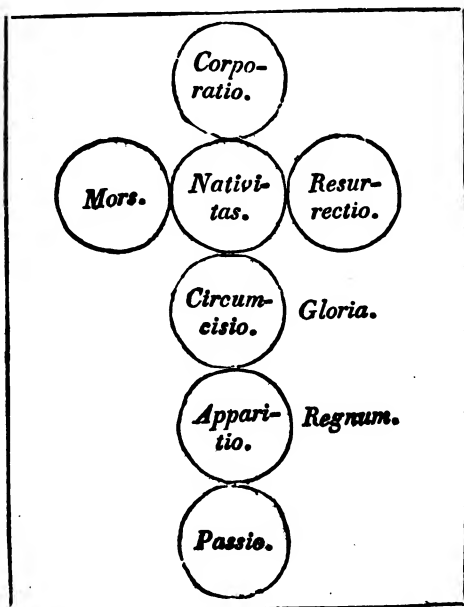 Corpo-
ratio.
Mors.
Nativi-
tas.
Resur-
rectio.
Circum-
cisio.
Gloria.
Appari-
tio.
Regnum.
Passio.